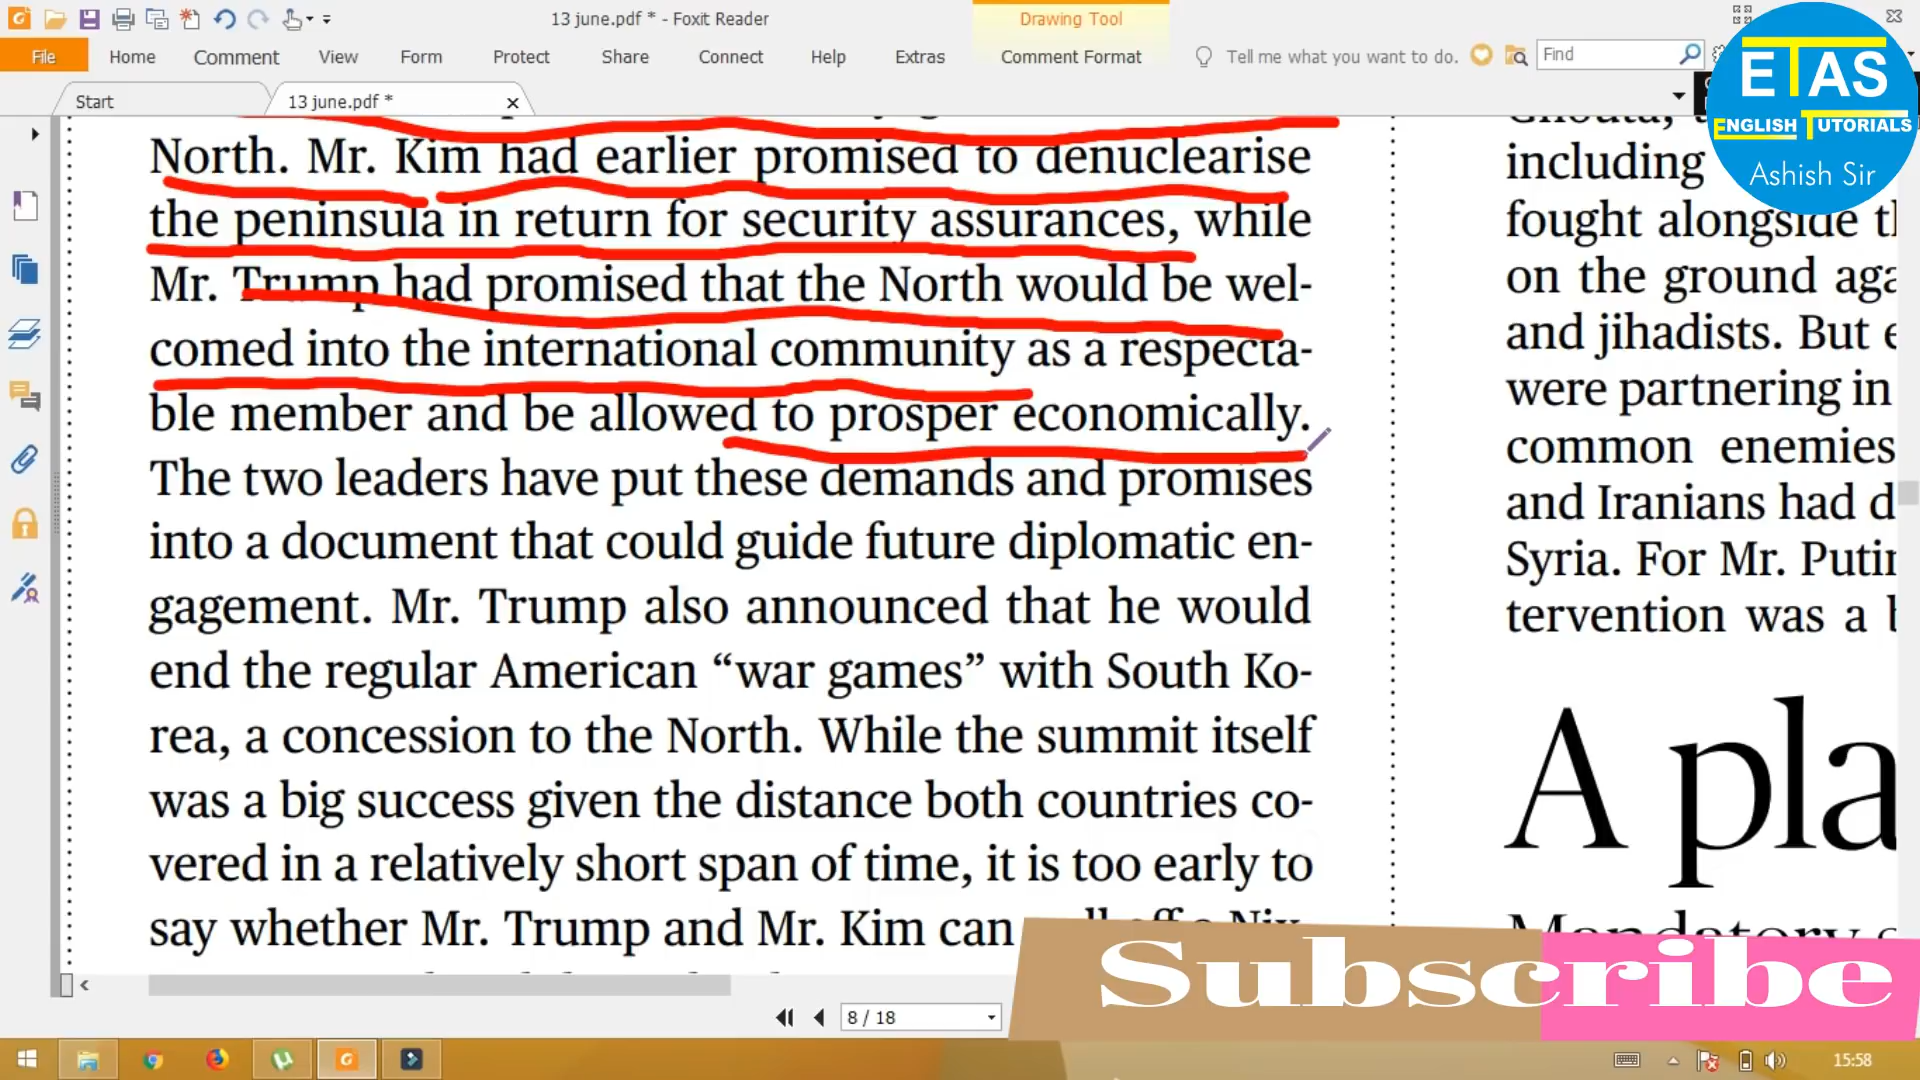 13 june.pdf * - Foxit Reader
Drawing Tool
File
Home
Comment
View
Form
Protect
Share
Connect
Help
Extras
Comment Format
Tell me what you want to do.
Find
ETAS
ENGLISH TUTORIALS
Ashish Sir
Start
13 june.pdf *
North. Mr. Kim had earlier promised to denuclearise
the peninsula in return for security assurances, while
Mr. Trump had promised that the North would be wel-
comed into the international community as a respecta-
ble member and be allowed to prosper economically.
The two leaders have put these demands and promises
into a document that could guide future diplomatic en-
gagement. Mr. Trump also announced that he would
end the regular American “war games” with South Ko-
rea, a concession to the North. While the summit itself
was a big success given the distance both countries co-
vered in a relatively short span of time, it is too early to
say whether Mr. Trump and Mr. Kim can
including
fought alongside
on the ground
and jihadists. But
were partnering in
common enemies
and Iranians had
Syria. For Mr.
tervention was a
A pla
Subscribe
8 / 18
15:58